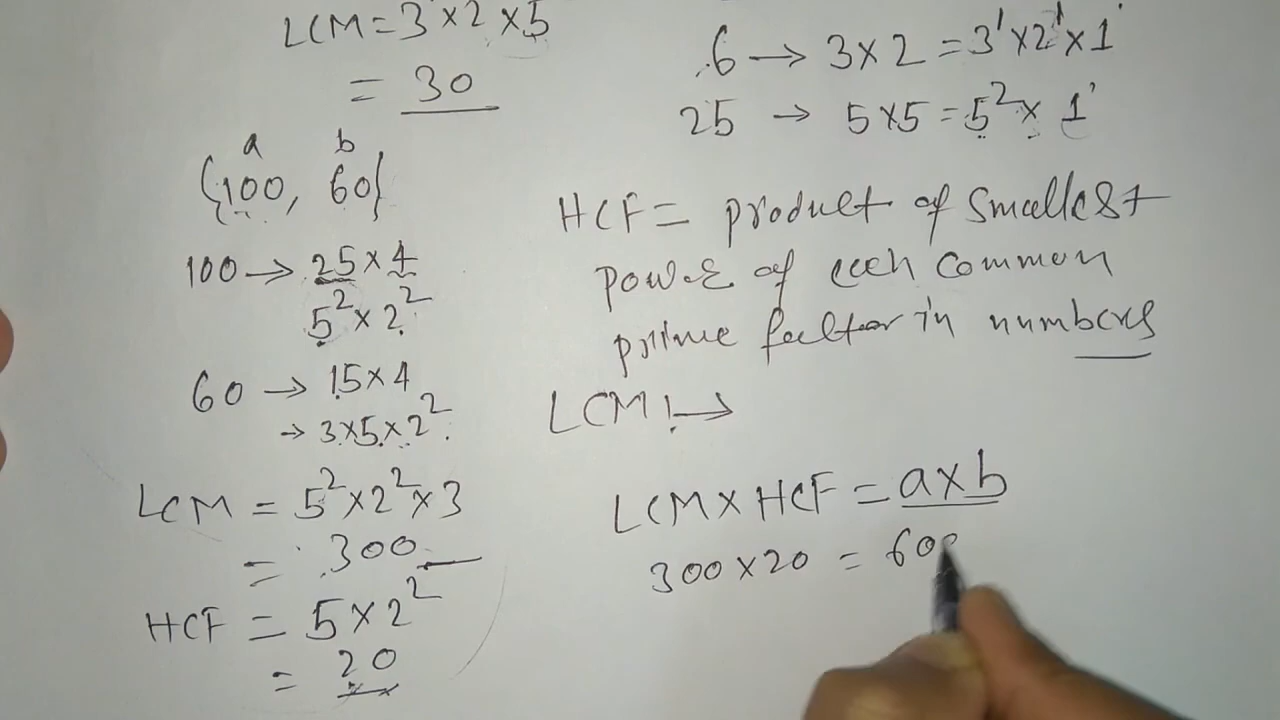 LCM = 3 × 2 × 5
= 30
a b
{100, 60}
100 → 25 × 4
5² × 2²
60 → 15 × 4
→ 3 × 5 × 2²
LCM = 5² × 2² × 3
= 300
HCF = 5 × 2²
= 20
6 → 3 × 2 = 3¹ × 2¹ × 1¹
25 → 5 × 5 = 5² × 1¹
HCF = product of smallest
power of each common
prime factor in numbers
LCM :→
LCM × HCF = a × b
300 × 20 = 600